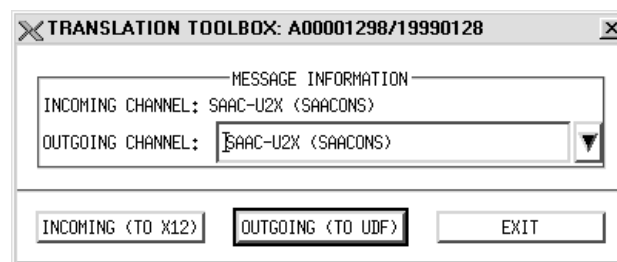 TRANSLATION TOOLBOX: A00001298/19990128
MESSAGE INFORMATION
INCOMING CHANNEL: SAAC-U2X (SAACONS)
OUTGOING CHANNEL: SAAC-U2X (SAACONS)
INCOMING (TO X12) OUTGOING (TO UDF) EXIT